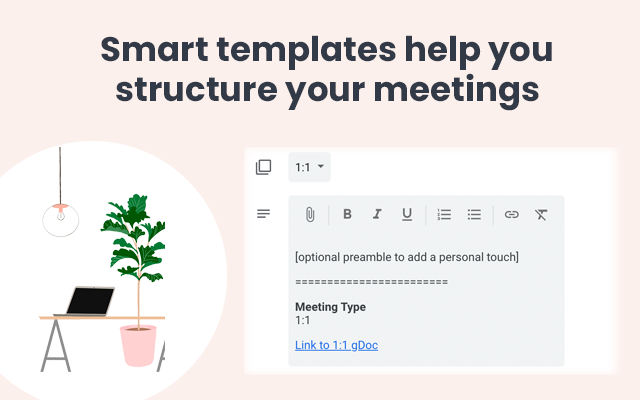 Smart templates help you
structure your meetings
1:1
B I U
[optional preamble to add a personal touch]
========================
Meeting Type
1:1
Link to 1:1 gDoc